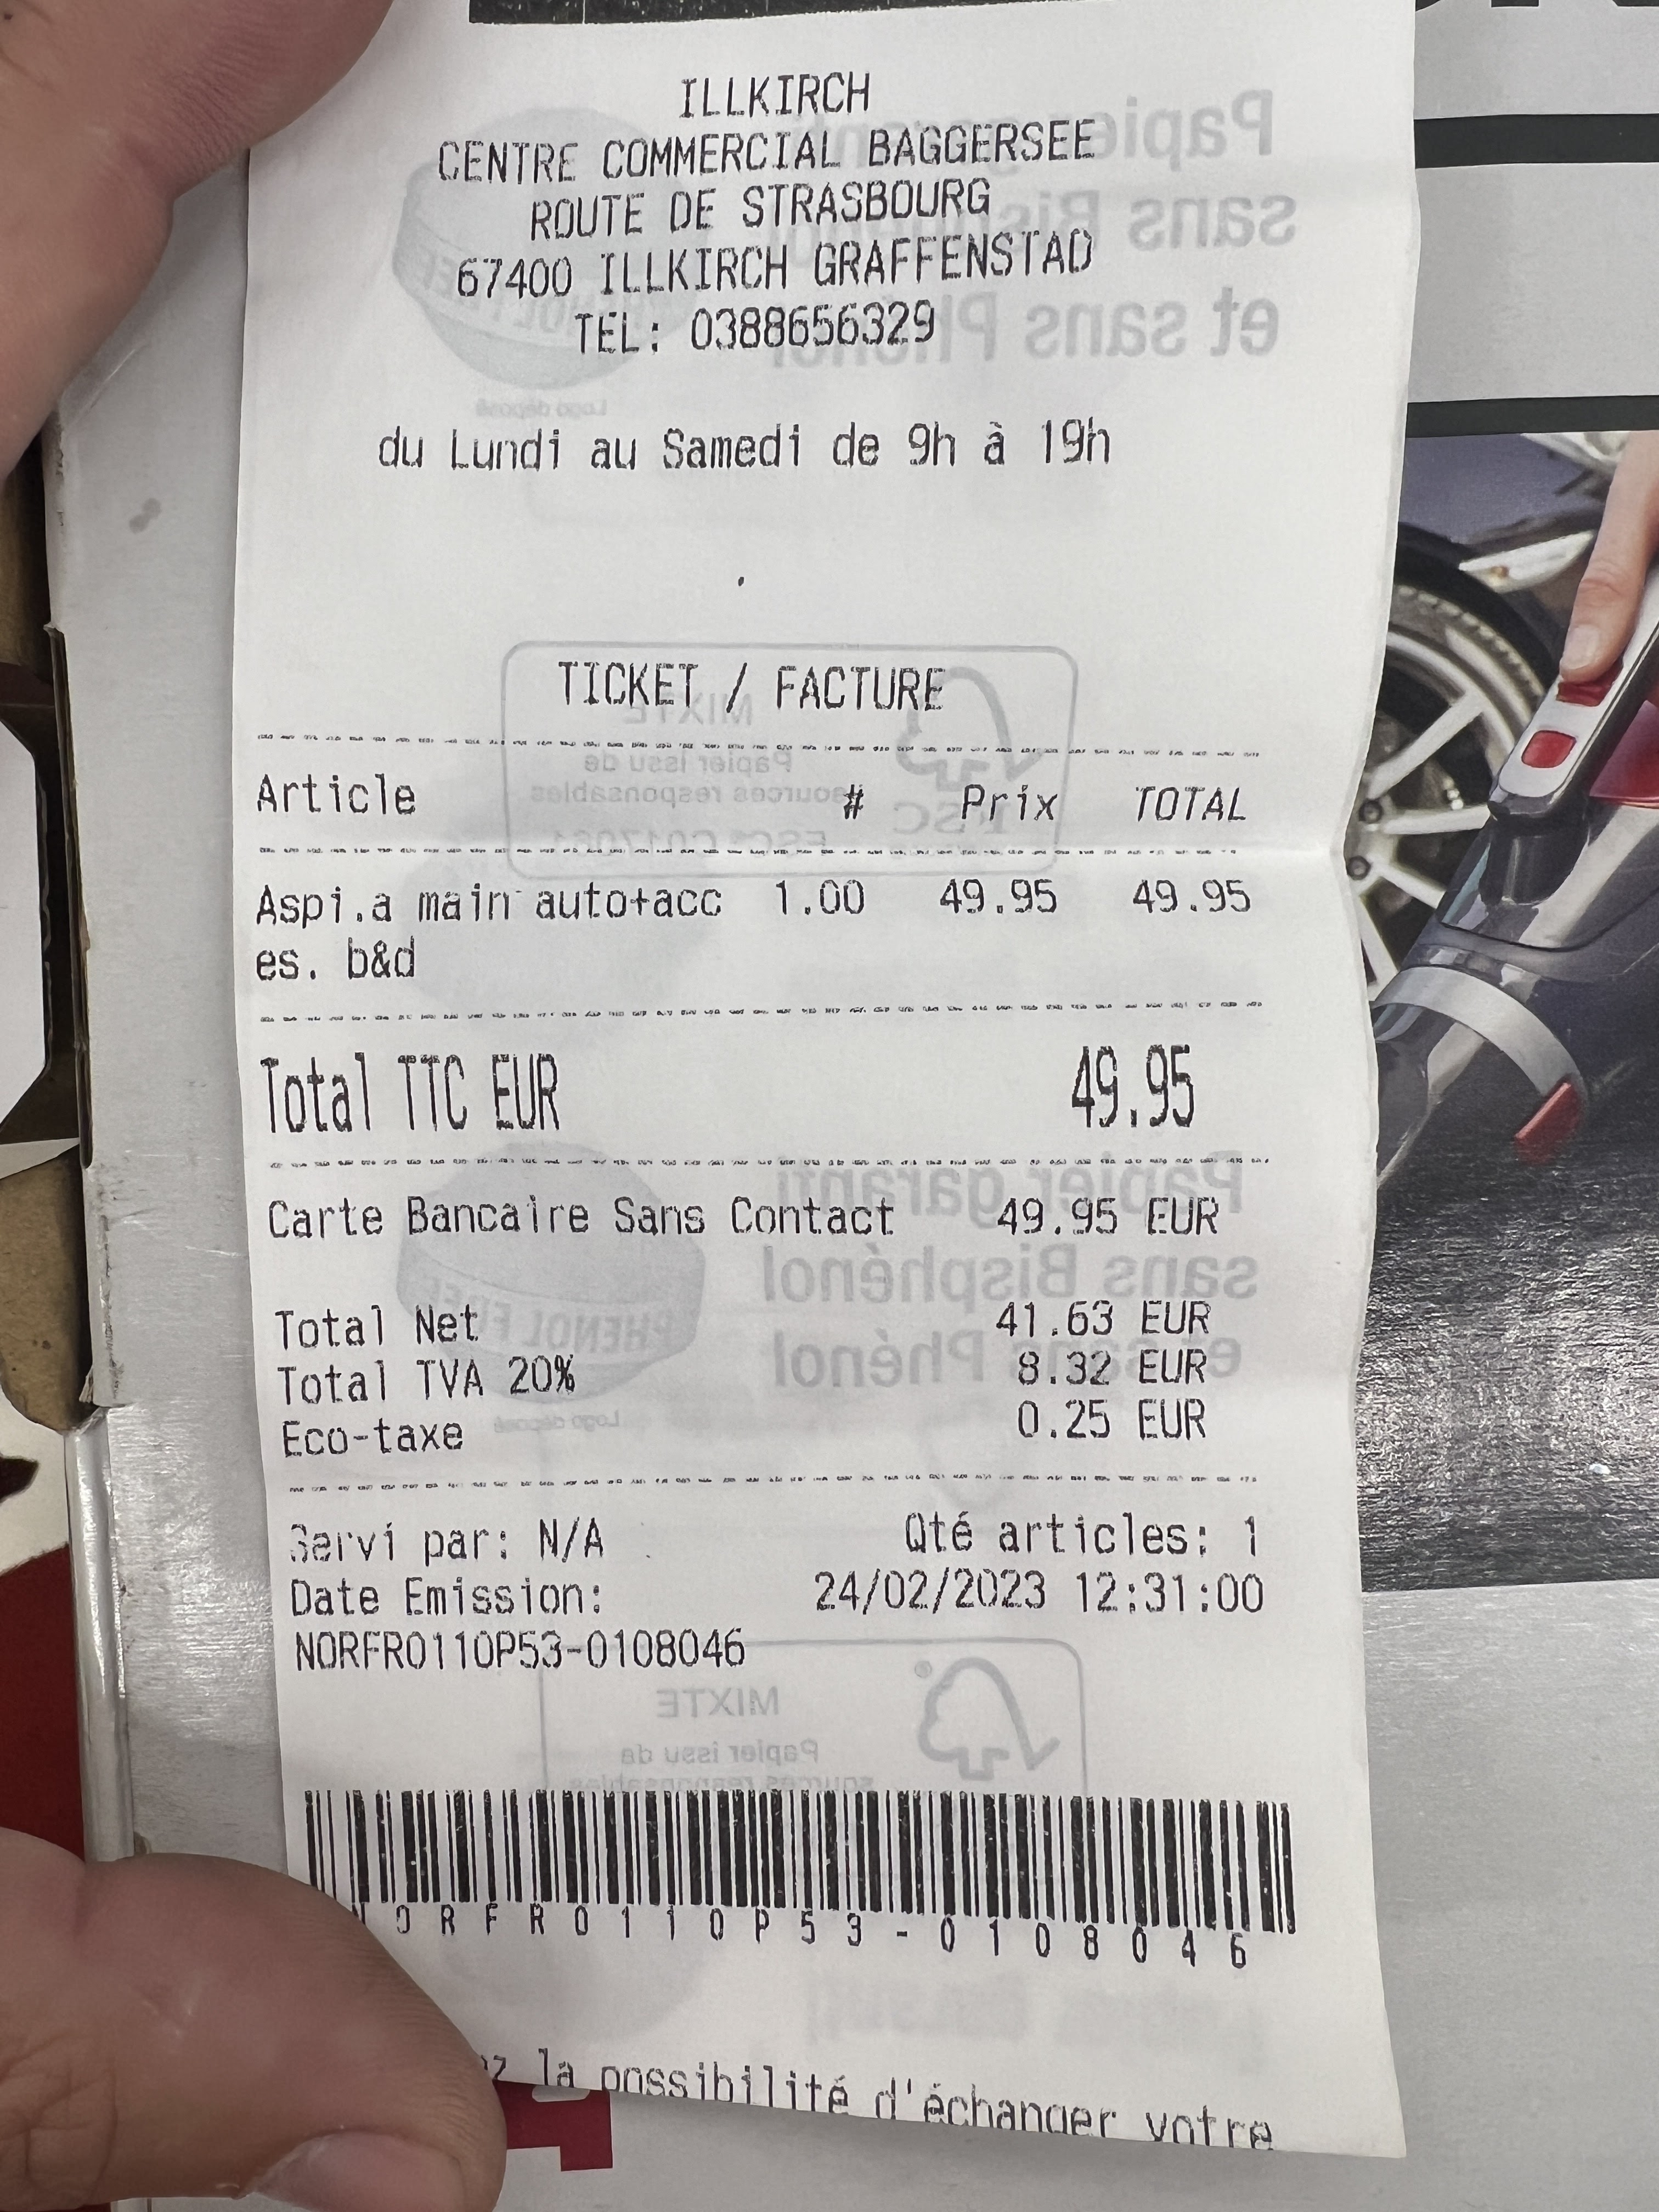 ILLKIRCH
CENTRE COMMERCIAL BAGGERSEE
ROUTE DE STRASBOURG
67400 ILLKIRCH GRAFFENSTAD
TEL: 0388656329
du Lundi au Samedi de 9h à 19h
TICKET / FACTURE
Article # Prix TOTAL
Aspi.a main auto+acc 1.00 49.95 49.95
es. b&d
Total TTC EUR 49.95
Carte Bancaire Sans Contact 49.95 EUR
Total Net 41.63 EUR
Total TVA 20% 8.32 EUR
Eco-taxe 0.25 EUR
Servi par: N/A Qté articles: 1
Date Emission: 24/02/2023 12:31:00
NORFR0110P53-0108046
NORFR0110P53-0108046
la possibilité d'échanger votre